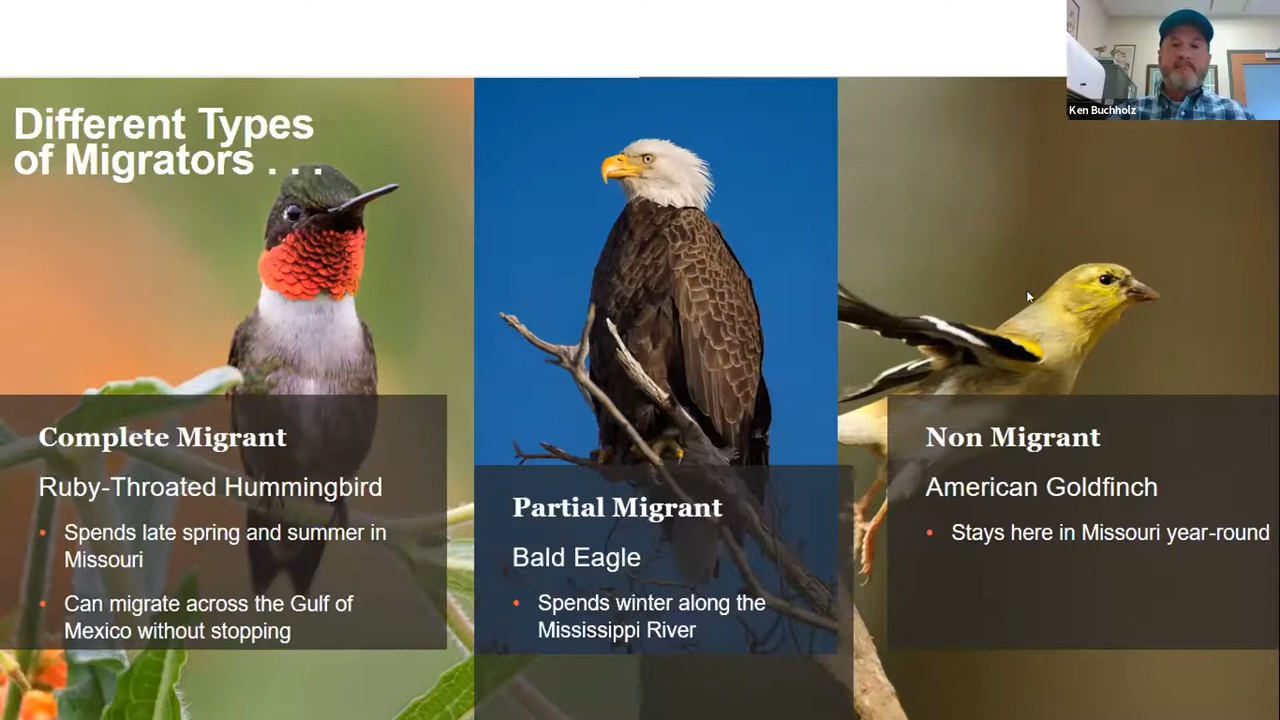 Ken Buchholz
Different Types
of Migrators . . .
Complete Migrant
Ruby-Throated Hummingbird
• Spends late spring and summer in
Missouri
• Can migrate across the Gulf of
Mexico without stopping
Partial Migrant
Bald Eagle
• Spends winter along the
Mississippi River
Non Migrant
American Goldfinch
• Stays here in Missouri year-round